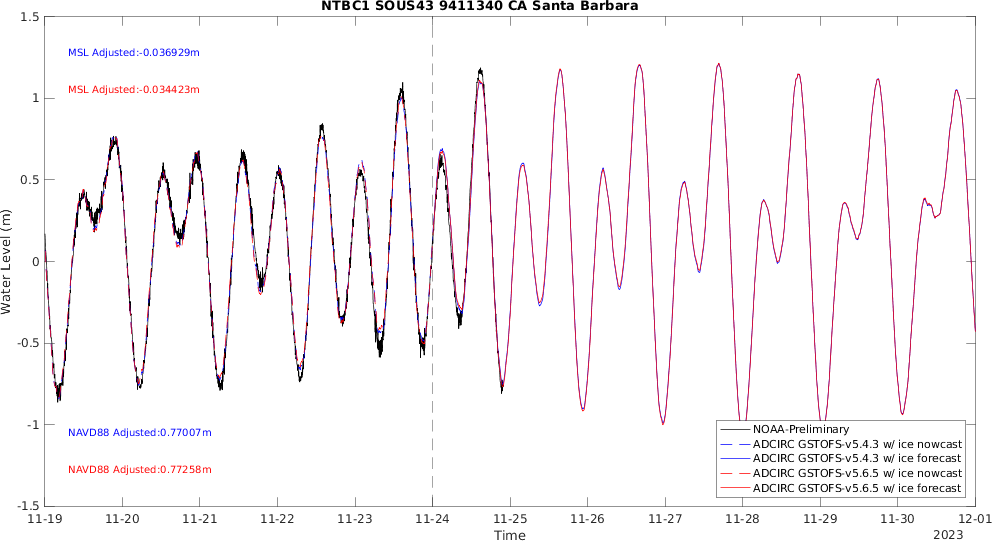 NTBC1 SOUS43 9411340 CA Santa Barbara
1.5
1
0.5
0
-0.5
-1
-1.5
Water Level (m)
MSL Adjusted:-0.036929m
MSL Adjusted:-0.034423m
NAVD88 Adjusted:0.77007m
NAVD88 Adjusted:0.77258m
NOAA-Preliminary
ADCIRC GSTOFS-v5.4.3 w/ ice nowcast
ADCIRC GSTOFS-v5.4.3 w/ ice forecast
ADCIRC GSTOFS-v5.6.5 w/ ice nowcast
ADCIRC GSTOFS-v5.6.5 w/ ice forecast
11-19 11-20 11-21 11-22 11-23 11-24 11-25 11-26 11-27 11-28 11-29 11-30 12-01
Time
2023